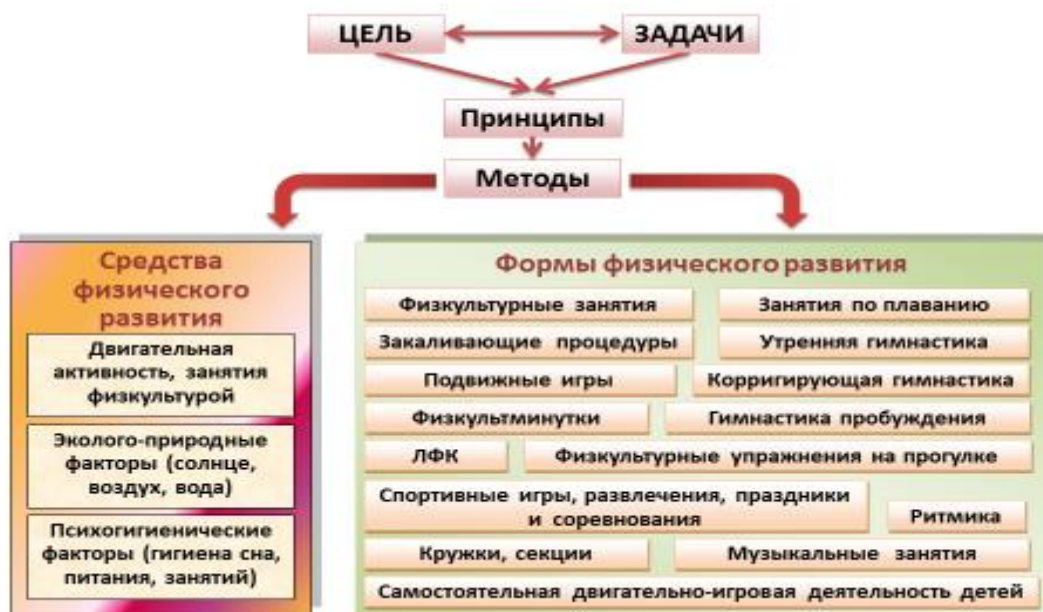 ЦЕЛЬ
ЗАДАЧИ
Принципы
Методы
Средства
физического
развития
Двигательная
активность, занятия
физкультурой
Эколого-природные
факторы (солнце,
воздух, вода)
Психогигиенические
факторы (гигиена сна,
питания, занятий)
Формы физического развития
Физкультурные занятия
Занятия по плаванию
Закаливающие процедуры
Утренняя гимнастика
Подвижные игры
Корригирующая гимнастика
Физкультминутки
Гимнастика пробуждения
ЛФК
Физкультурные упражнения на прогулке
Спортивные игры, развлечения, праздники
и соревнования
Ритмика
Кружки, секции
Музыкальные занятия
Самостоятельная двигательно-игровая деятельность детей